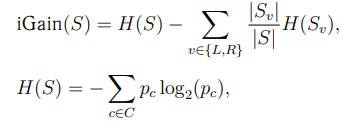 iGain(S) = H(S) − ∑_{v∈{L,R}} |S_v|/|S| H(S_v),
H(S) = − ∑_{c∈C} p_c log_2(p_c),